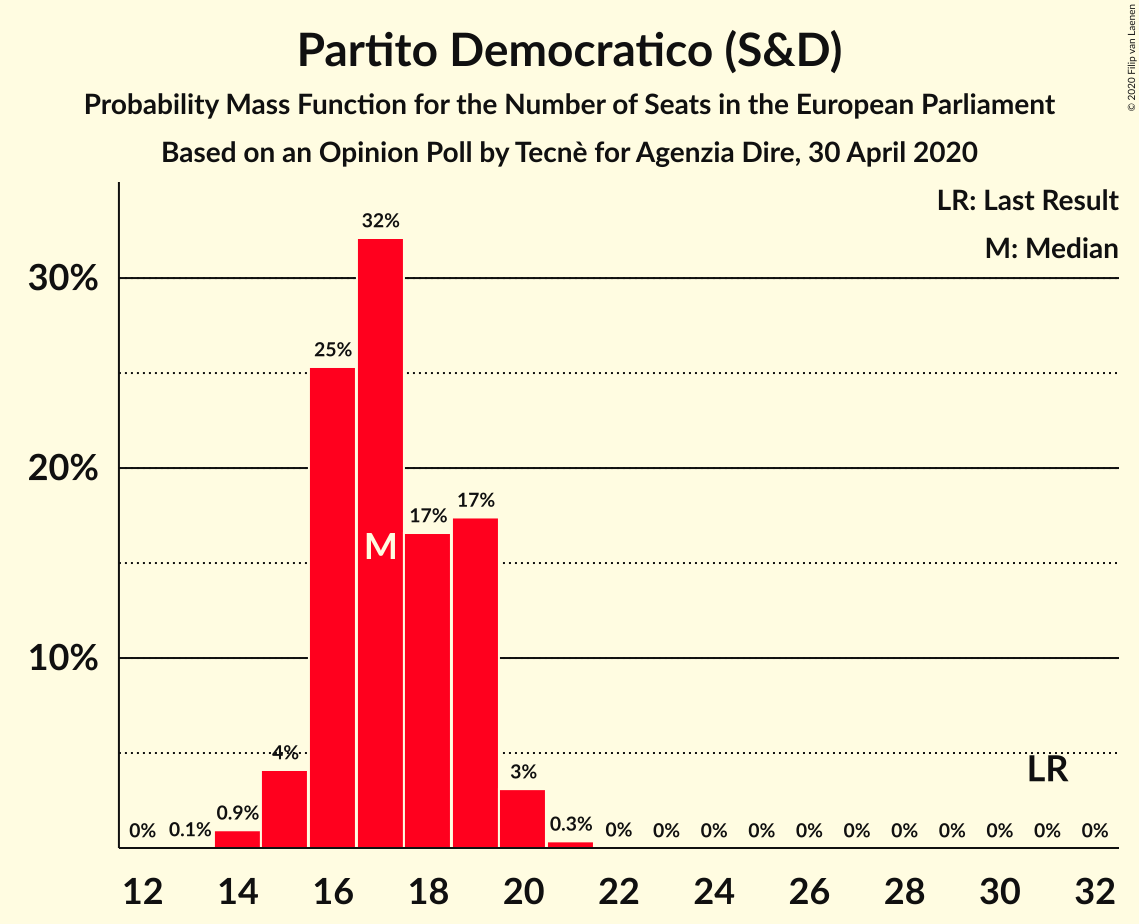 Partito Democratico (S&D)
Probability Mass Function for the Number of Seats in the European Parliament
Based on an Opinion Poll by Tecnè for Agenzia Dire, 30 April 2020
© 2020 Filip van Laenen
LR: Last Result
M: Median
30%
20%
10%
0% 0.1% 0.9% 4% 25% 32% 17% 17% 3% 0.3% 0% 0% 0% 0% 0% 0% 0% 0% 0% 0% 0%
M
LR
12 14 16 18 20 22 24 26 28 30 32